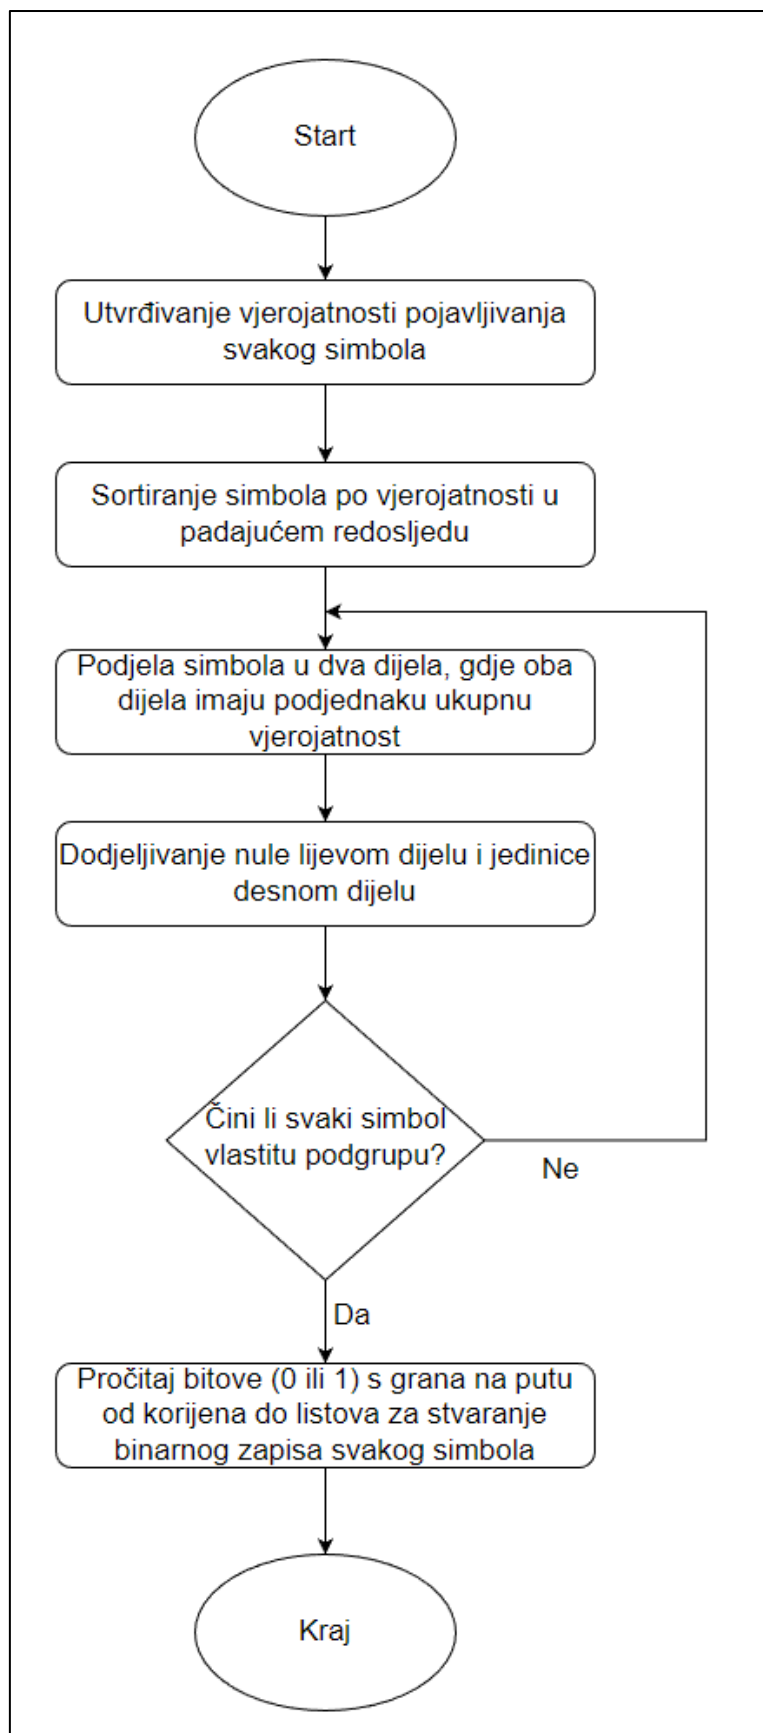 Start
Utvrđivanje vjerojatnosti pojavljivanja
svakog simbola
Sortiranje simbola po vjerojatnosti u
padajućem redosljedu
Podjela simbola u dva dijela, gdje oba
dijela imaju podjednaku ukupnu
vjerojatnost
Dodjeljivanje nule lijevom dijelu i jedinice
desnom dijelu
Čini li svaki simbol
vlastitu podgrupu?
Ne
Da
Pročitaj bitove (0 ili 1) s grana na putu
od korijena do listova za stvaranje
binarnog zapisa svakog simbola
Kraj